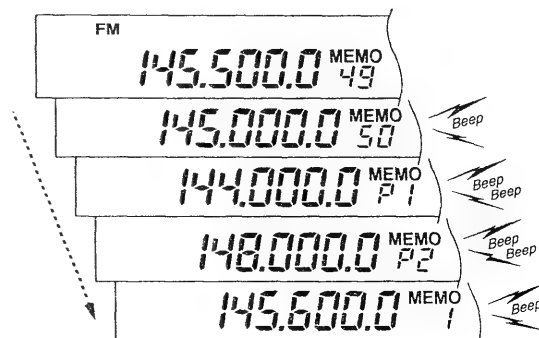 FM
145.500.0 MEMO 49
145.000.0 MEMO 50
Beep
144.000.0 MEMO P1
Beep Beep
148.000.0 MEMO P2
Beep Beep
145.600.0 MEMO 1
Beep